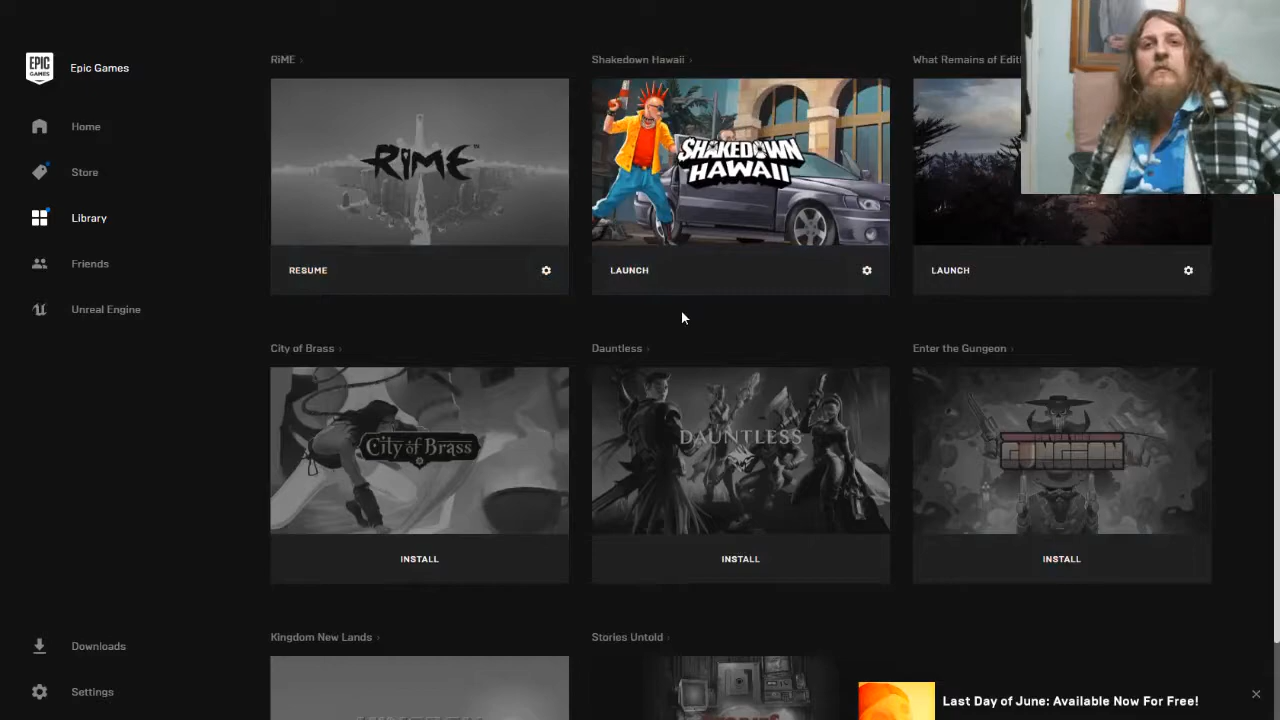 EPIC GAMES
Epic Games
Home
Store
Library
Friends
Unreal Engine
Downloads
Settings
RiME ›
Shakedown Hawaii ›
What Remains of Edit
RiME
SHAKEDOWN
HAWAII
RESUME
LAUNCH
LAUNCH
City of Brass ›
Dauntless ›
Enter the Gungeon ›
City of Brass
DAUNTLESS
GUNGEON
INSTALL
INSTALL
INSTALL
Kingdom New Lands ›
Stories Untold ›
Last Day of June: Available Now For Free!